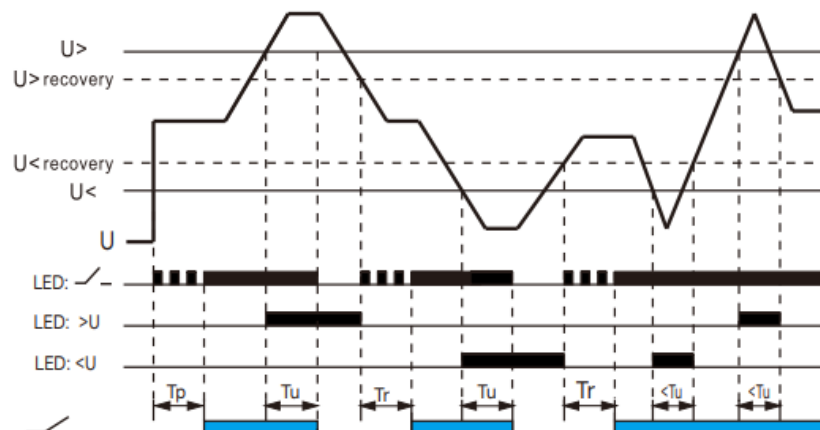 U>
U> recovery
U< recovery
U<
U
LED:
LED: >U
LED: <U
Tp Tu Tr Tu Tr <Tu <Tu